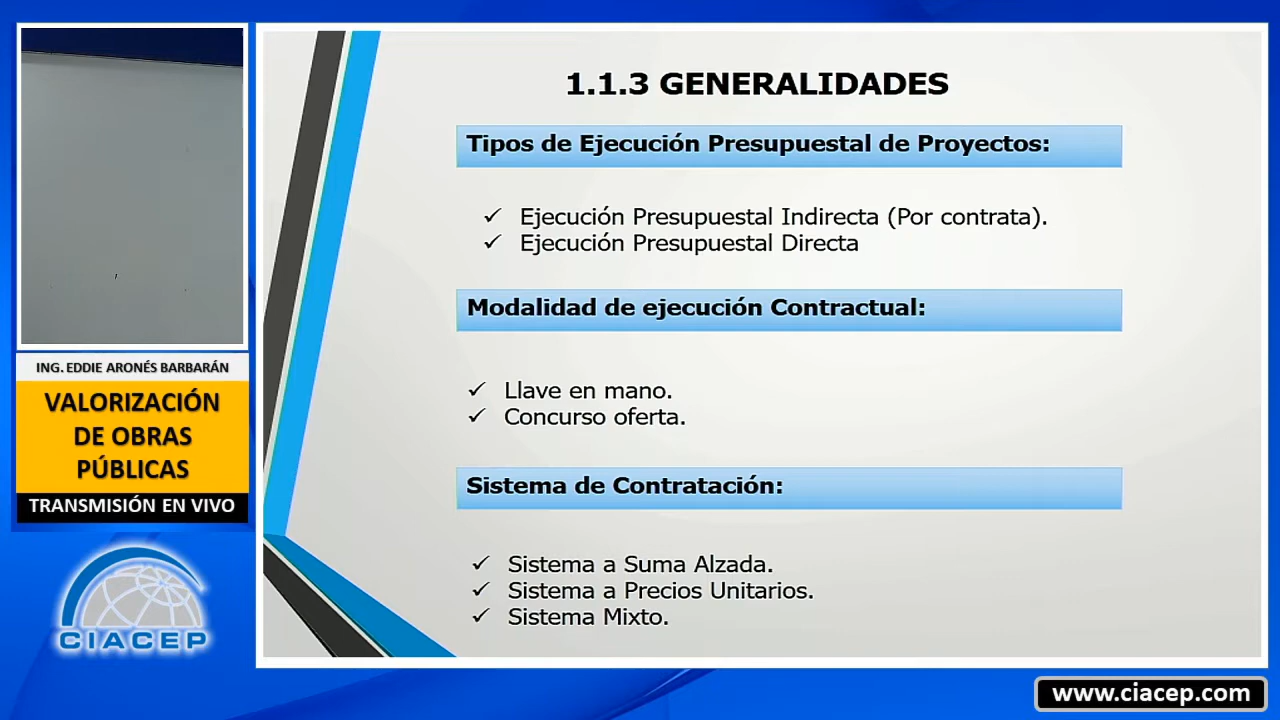 1.1.3 GENERALIDADES
Tipos de Ejecución Presupuestal de Proyectos:
✓ Ejecución Presupuestal Indirecta (Por contrata).
✓ Ejecución Presupuestal Directa
Modalidad de ejecución Contractual:
✓ Llave en mano.
✓ Concurso oferta.
Sistema de Contratación:
✓ Sistema a Suma Alzada.
✓ Sistema a Precios Unitarios.
✓ Sistema Mixto.
ING. EDDIE ARONÉS BARBARÁN
VALORIZACIÓN
DE OBRAS
PÚBLICAS
TRANSMISIÓN EN VIVO
CIACEP
www.ciacep.com